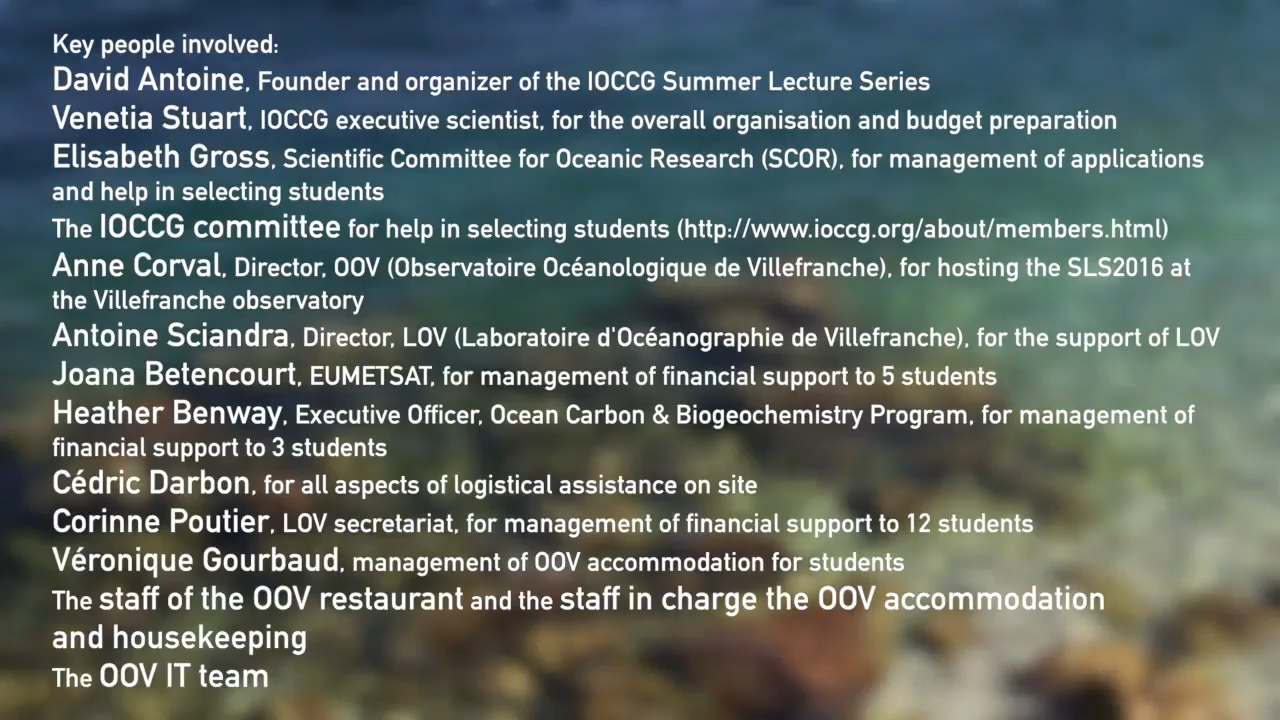 Key people involved:
David Antoine, Founder and organizer of the IOCCG Summer Lecture Series
Venetia Stuart, IOCCG executive scientist, for the overall organisation and budget preparation
Elisabeth Gross, Scientific Committee for Oceanic Research (SCOR), for management of applications
and help in selecting students
The IOCCG committee for help in selecting students (http://www.ioccg.org/about/members.html)
Anne Corval, Director, OOV (Observatoire Océanologique de Villefranche), for hosting the SLS2016 at
the Villefranche observatory
Antoine Sciandra, Director, LOV (Laboratoire d'Océanographie de Villefranche), for the support of LOV
Joana Betencourt, EUMETSAT, for management of financial support to 5 students
Heather Benway, Executive Officer, Ocean Carbon & Biogeochemistry Program, for management of
financial support to 3 students
Cédric Darbon, for all aspects of logistical assistance on site
Corinne Poutier, LOV secretariat, for management of financial support to 12 students
Véronique Gourbaud, management of OOV accommodation for students
The staff of the OOV restaurant and the staff in charge the OOV accommodation
and housekeeping
The OOV IT team